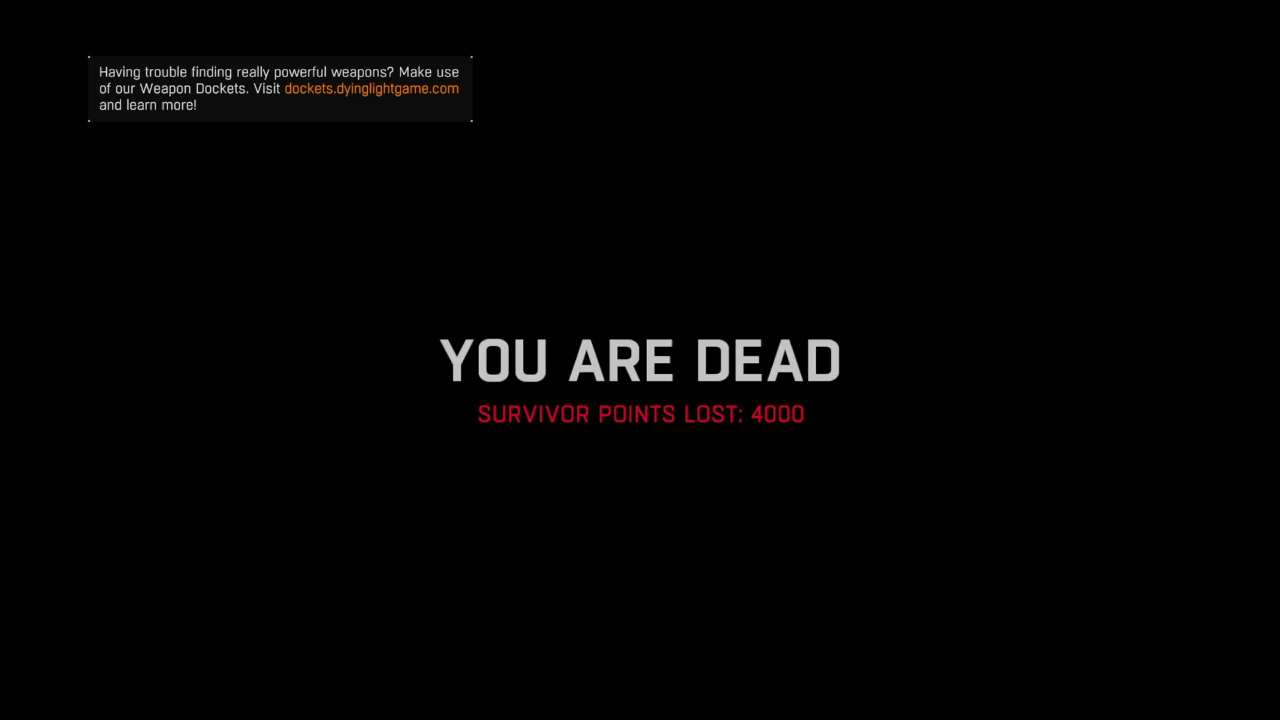 Having trouble finding really powerful weapons? Make use
of our Weapon Dockets. Visit dockets.dyinglightgame.com
and learn more!
YOU ARE DEAD
SURVIVOR POINTS LOST: 4000